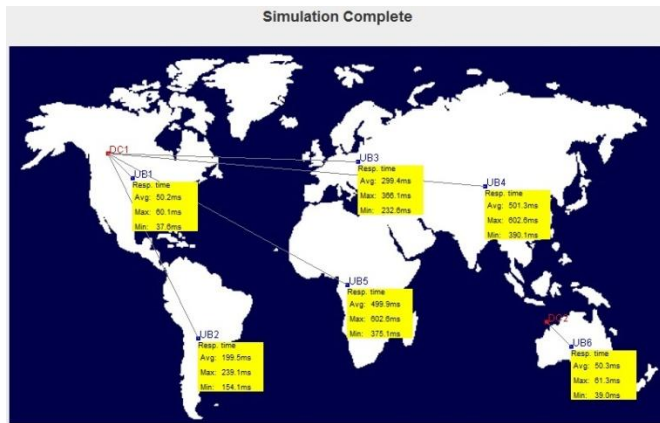 Simulation Complete
DC1
UB1
Resp. time
Avg: 50.2ms
Max: 60.1ms
Min: 37.6ms
UB3
Resp. time
Avg: 299.4ms
Max: 366.1ms
Min: 232.6ms
UB4
Resp. time
Avg: 501.3ms
Max: 602.6ms
Min: 390.1ms
UB5
Resp. time
Avg: 499.9ms
Max: 602.6ms
Min: 375.1ms
UB2
Resp. time
Avg: 199.5ms
Max: 239.1ms
Min: 154.1ms
DC2
UB6
Resp. time
Avg: 50.3ms
Max: 61.3ms
Min: 39.0ms